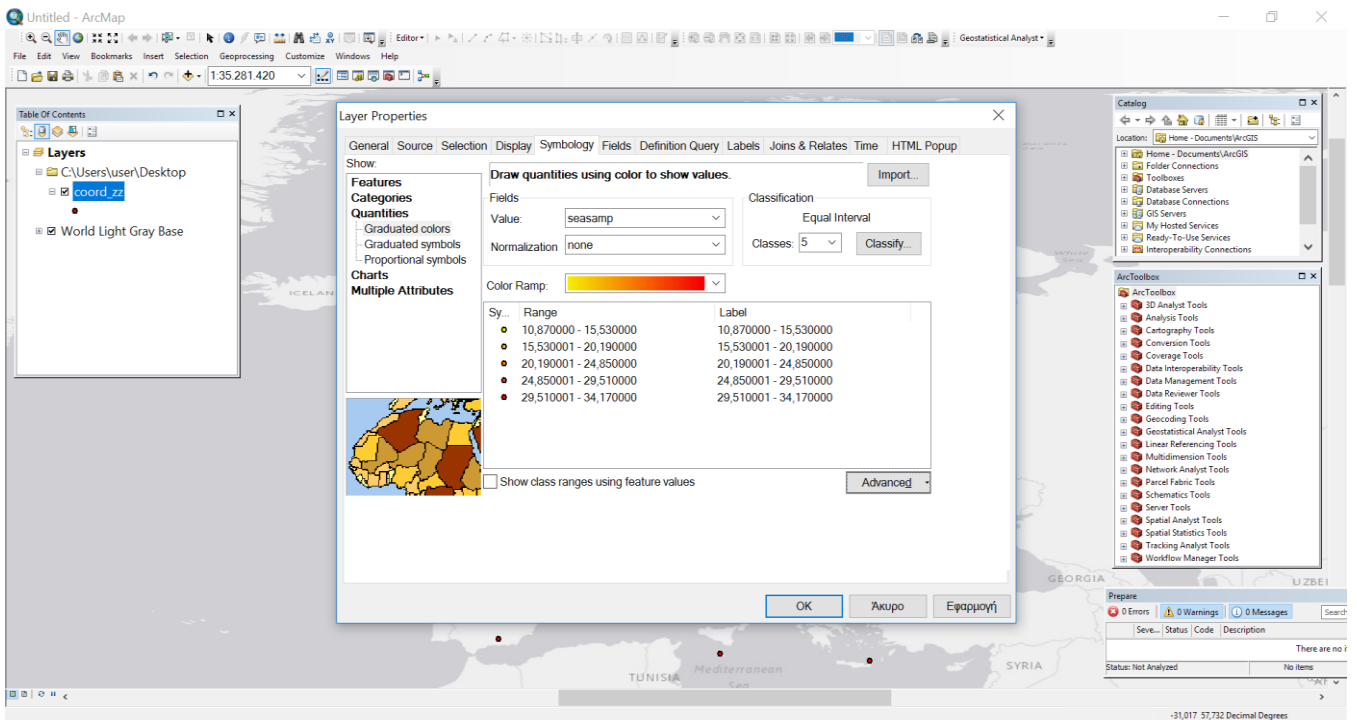 Untitled - ArcMap
Editor
Geostatistical Analyst
File Edit View Bookmarks Insert Selection Geoprocessing Customize Windows Help
1:35.281.420
Table Of Contents
Layers
C:\Users\user\Desktop
coord_zz
World Light Gray Base
Layer Properties
General Source Selection Display Symbology Fields Definition Query Labels Joins & Relates Time HTML Popup
Show:
Features
Categories
Quantities
Graduated colors
Graduated symbols
Proportional symbols
Charts
Multiple Attributes
Draw quantities using color to show values.
Import...
Fields
Value: seasamp
Normalization none
Classification
Equal Interval
Classes: 5 Classify...
Color Ramp:
Sy... Range Label
10,870000 - 15,530000 10,870000 - 15,530000
15,530001 - 20,190000 15,530001 - 20,190000
20,190001 - 24,850000 20,190001 - 24,850000
24,850001 - 29,510000 24,850001 - 29,510000
29,510001 - 34,170000 29,510001 - 34,170000
Show class ranges using feature values
Advanced
OK Άκυρο Εφαρμογή
Catalog
Location: Home - Documents\ArcGIS
Home - Documents\ArcGIS
Folder Connections
Toolboxes
Database Servers
Database Connections
GIS Servers
My Hosted Services
Ready-To-Use Services
Interoperability Connections
ArcToolbox
ArcToolbox
3D Analyst Tools
Analysis Tools
Cartography Tools
Conversion Tools
Coverage Tools
Data Interoperability Tools
Data Management Tools
Data Reviewer Tools
Editing Tools
Geocoding Tools
Geostatistical Analyst Tools
Linear Referencing Tools
Multidimension Tools
Network Analyst Tools
Parcel Fabric Tools
Schematics Tools
Server Tools
Spatial Analyst Tools
Spatial Statistics Tools
Tracking Analyst Tools
Workflow Manager Tools
Prepare
0 Errors 0 Warnings 0 Messages Search
Seve... Status Code Description
There are no i
Status: Not Analyzed No items
White Sea
ICELAN
GEORGIA
UZBEI
SYRIA
TUNISIA
Mediterranean Sea
-31,017 57,732 Decimal Degrees